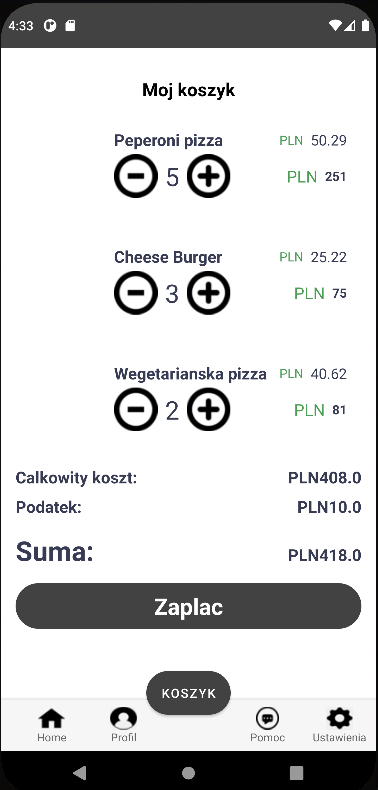 4:33
Moj koszyk
Peperoni pizza PLN 50.29
5 PLN 251
Cheese Burger PLN 25.22
3 PLN 75
Wegetarianska pizza PLN 40.62
2 PLN 81
Calkowity koszt: PLN408.0
Podatek: PLN10.0
Suma: PLN418.0
Zaplac
KOSZYK
Home Profil Pomoc Ustawienia